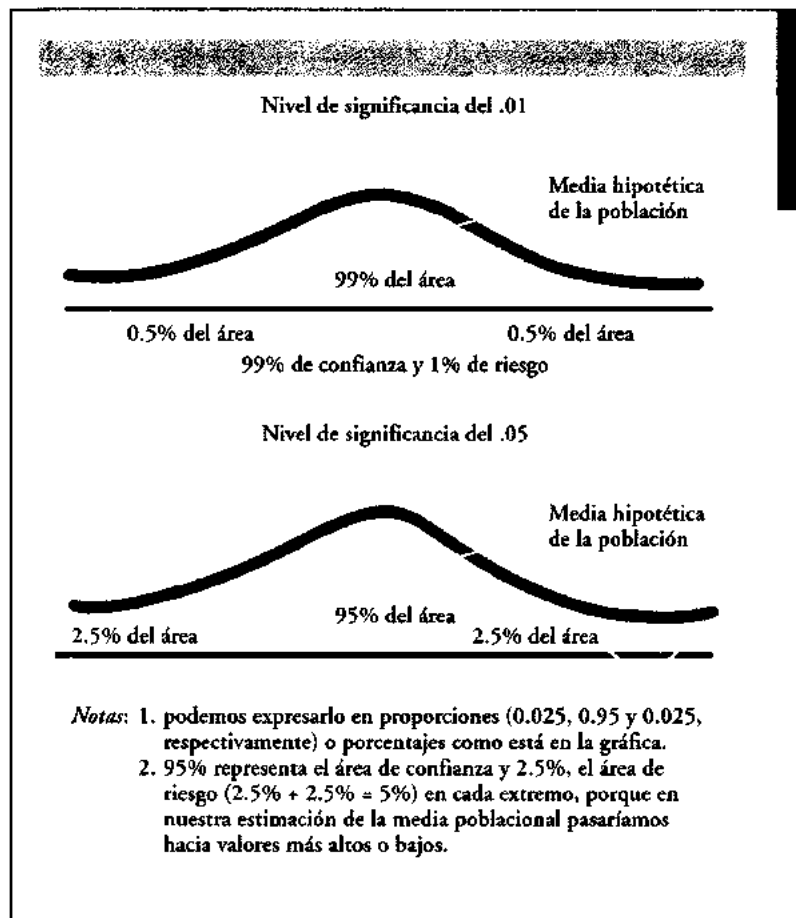 Nivel de significancia del .01
Media hipotética
de la población
99% del área
0.5% del área 0.5% del área
99% de confianza y 1% de riesgo
Nivel de significancia del .05
Media hipotética
de la población
95% del área
2.5% del área 2.5% del área
Notas: 1. podemos expresarlo en proporciones (0.025, 0.95 y 0.025,
respectivamente) o porcentajes como está en la gráfica.
2. 95% representa el área de confianza y 2.5%, el área de
riesgo (2.5% + 2.5% = 5%) en cada extremo, porque en
nuestra estimación de la media poblacional pasaríamos
hacia valores más altos o bajos.